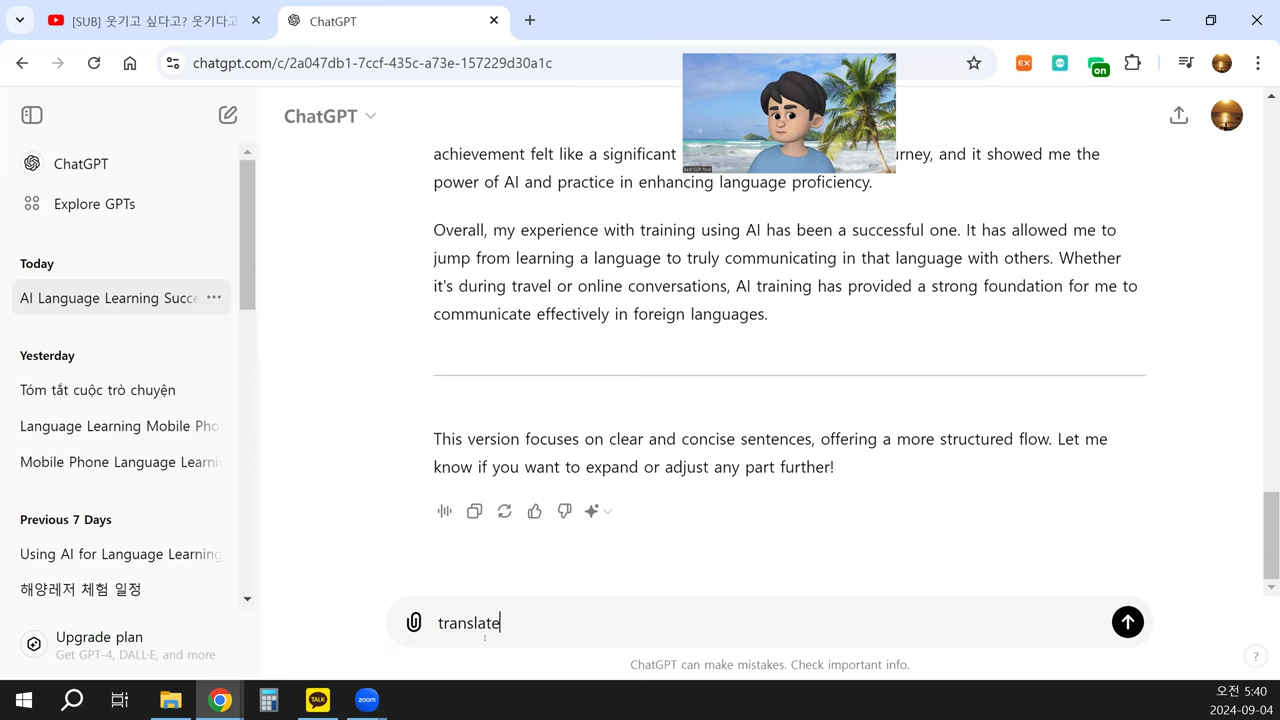 [SUB] 웃기고 싶다고? 웃기다고
ChatGPT
chatgpt.com/c/2a047db1-7ccf-435c-a73e-157229d30a1c
EX
on
ChatGPT
ChatGPT
Explore GPTs
Today
AI Language Learning Succe
Yesterday
Tóm tắt cuộc trò chuyện
Language Learning Mobile Pho
Mobile Phone Language Learni
Previous 7 Days
Using AI for Language Learning
해양레저 체험 일정
Upgrade plan
Get GPT-4, DALL·E, and more
achievement felt like a significant
urney, and it showed me the
power of AI and practice in enhancing language proficiency.
Overall, my experience with training using AI has been a successful one. It has allowed me to
jump from learning a language to truly communicating in that language with others. Whether
it's during travel or online conversations, AI training has provided a strong foundation for me to
communicate effectively in foreign languages.
This version focuses on clear and concise sentences, offering a more structured flow. Let me
know if you want to expand or adjust any part further!
translate
ChatGPT can make mistakes. Check important info.
?
TALK
zoom
오전 5:40
2024-09-04